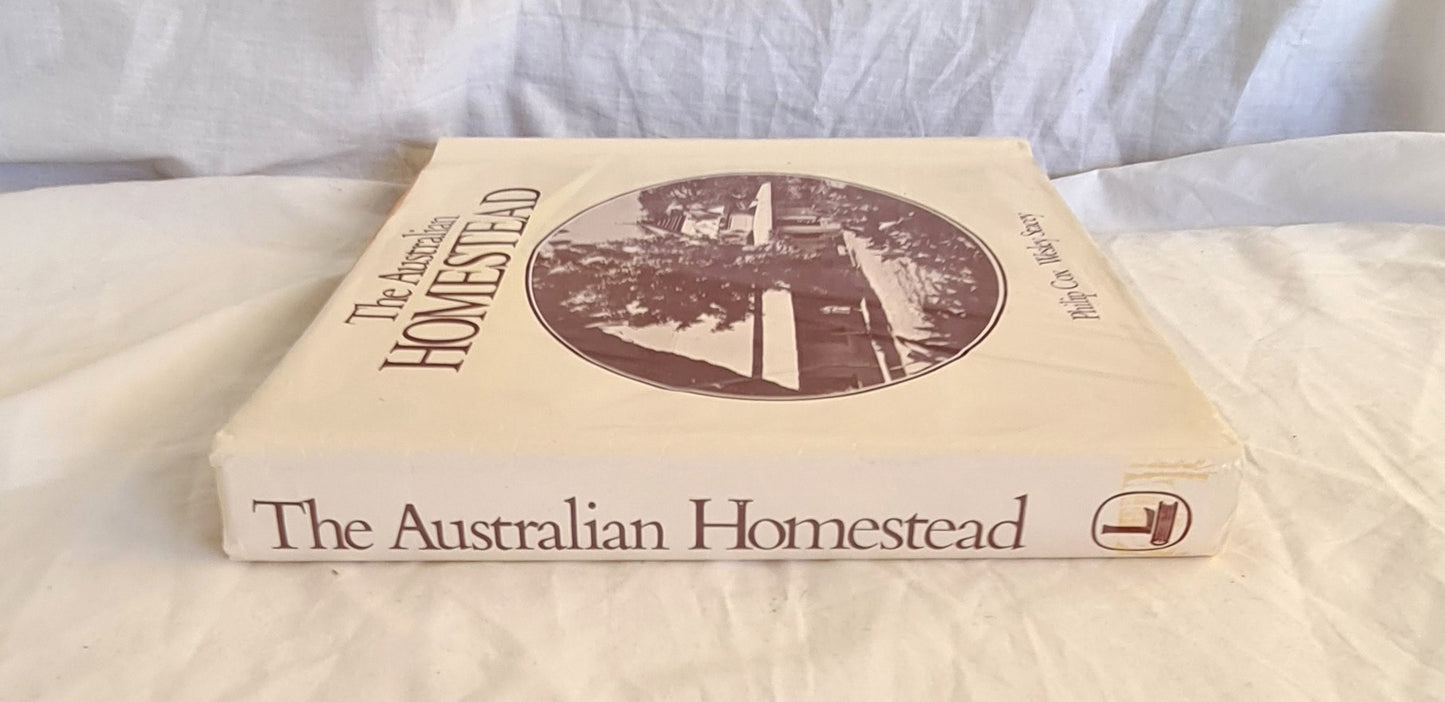 The Australian
HOMESTEAD
Philip Cox Wesley Stacey
The Australian Homestead
L